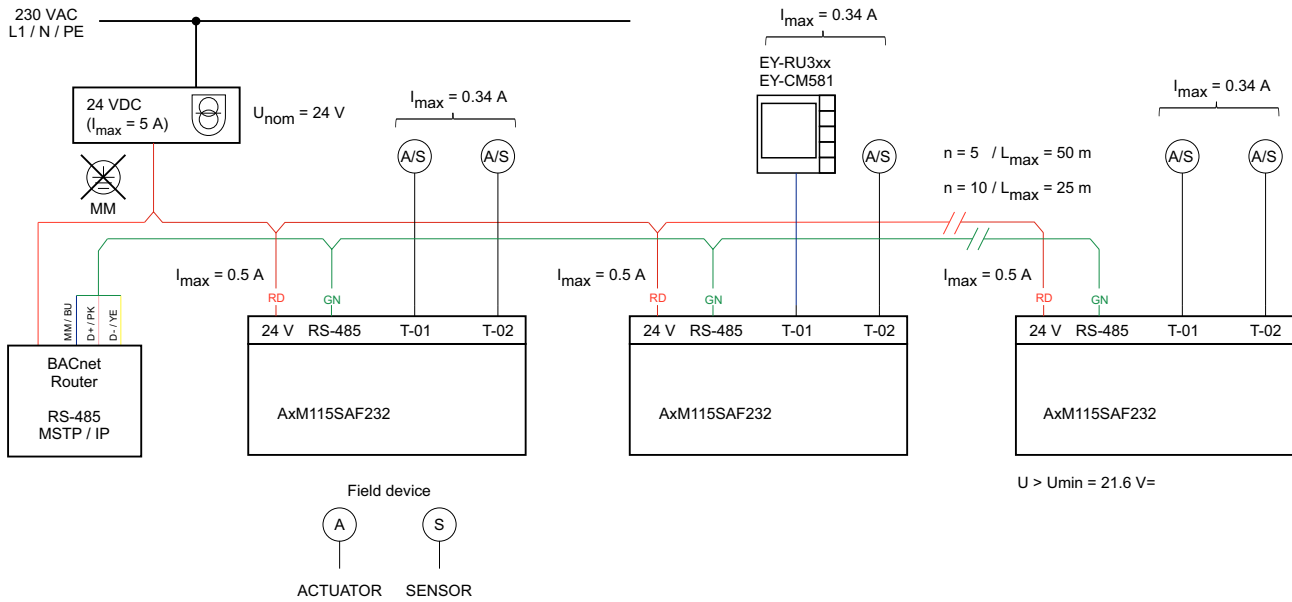 230 VAC
L1 / N / PE
24 VDC
(Imax = 5 A)
Unom = 24 V
MM
Imax = 0.34 A
A/S
A/S
Imax = 0.34 A
EY-RU3xx
EY-CM581
A/S
n = 5 / Lmax = 50 m
n = 10 / Lmax = 25 m
Imax = 0.34 A
A/S
A/S
Imax = 0.5 A
RD
GN
Imax = 0.5 A
RD
GN
Imax = 0.5 A
RD
GN
MM / BU
D+ / PK
D- / YE
BACnet
Router
RS-485
MSTP / IP
24 V RS-485 T-01 T-02
AxM115SAF232
24 V RS-485 T-01 T-02
AxM115SAF232
24 V RS-485 T-01 T-02
AxM115SAF232
U > Umin = 21.6 V=
Field device
A
S
ACTUATOR
SENSOR